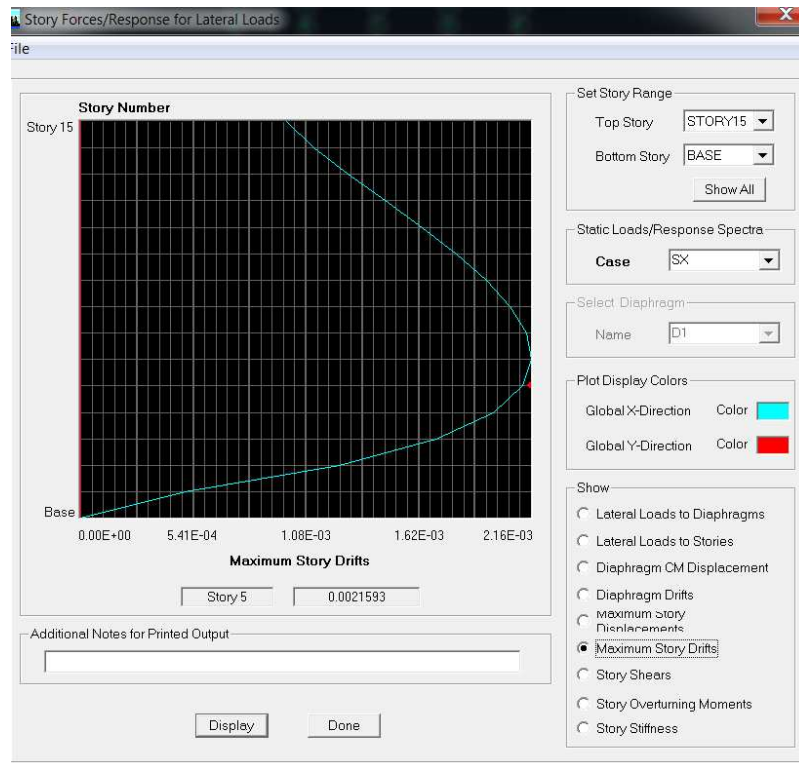 Story Forces/Response for Lateral Loads
File
Story Number
Story 15
Base
0.00E+00 5.41E-04 1.08E-03 1.62E-03 2.16E-03
Maximum Story Drifts
Story 5 0.0021593
Additional Notes for Printed Output
Display Done
Set Story Range
Top Story STORY15
Bottom Story BASE
Show All
Static Loads/Response Spectra
Case SX
Select Diaphragm
Name D1
Plot Display Colors
Global X-Direction Color
Global Y-Direction Color
Show
Lateral Loads to Diaphragms
Lateral Loads to Stories
Diaphragm CM Displacement
Diaphragm Drifts
Maximum Story
Displacements
Maximum Story Drifts
Story Shears
Story Overturning Moments
Story Stiffness